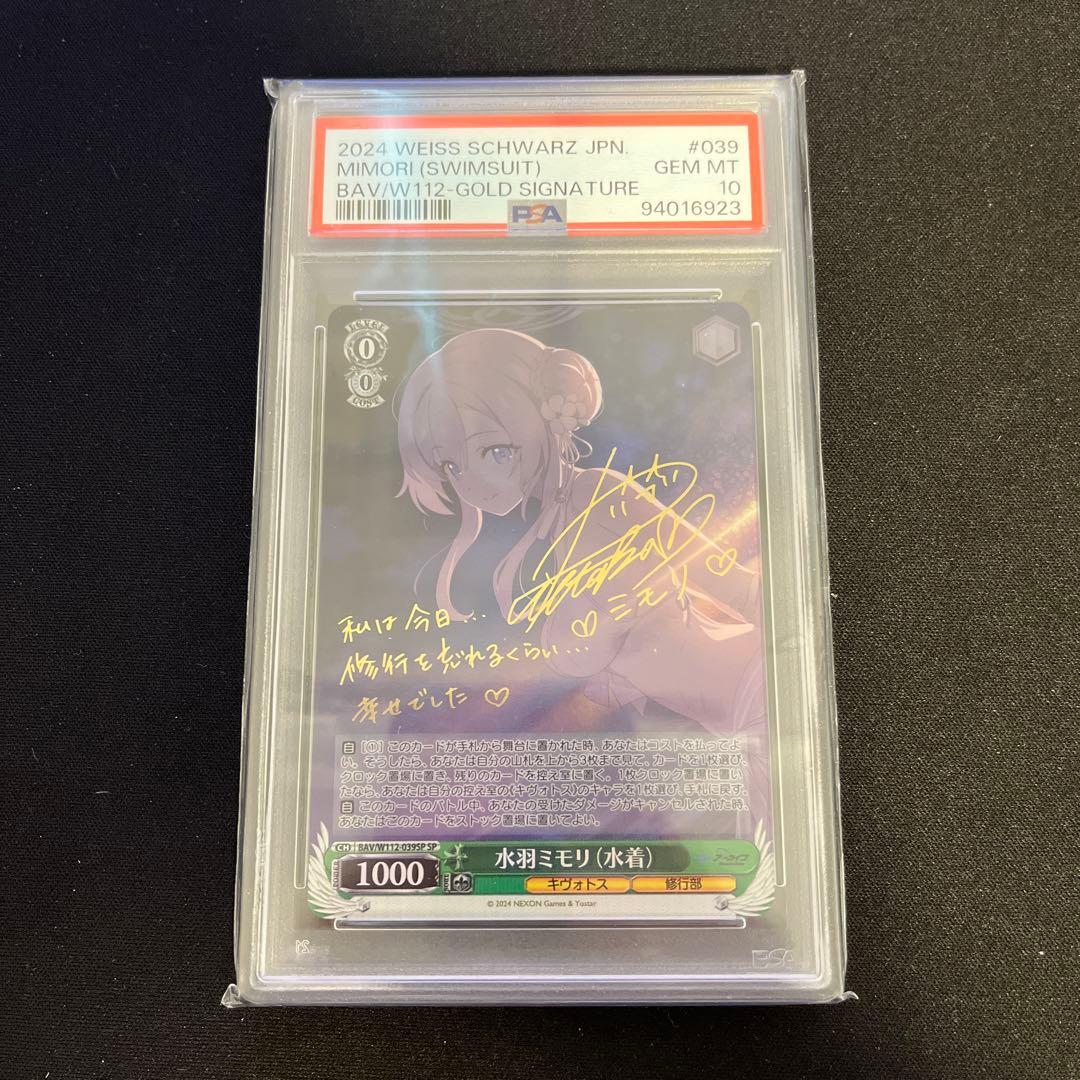 2024 WEISS SCHWARZ JPN. #039
MIMORI (SWIMSUIT) GEM MT
BAV/W112-GOLD SIGNATURE 10
PSA 94016923
LEVEL
0
0
COST
ミモリ
私は今日...
修行を忘れるくらい...
幸せでした
自 [①] このカードが手札から舞台に置かれた時、あなたはコストを払ってよ
い。そうしたら、あなたは自分の山札を上から3枚まで見て、カードを1枚選び、
クロック置場に置き、残りのカードを控え室に置く。1枚クロック置場に置い
たなら、あなたは自分の控え室の《キヴォトス》のキャラを1枚選び、手札に戻す。
自 このカードのバトル中、あなたの受けたダメージがキャンセルされた時、
あなたはこのカードをストック置場に置いてよい。
CH BAV/W112-039SP SP
水羽ミモリ(水着)
POWER 1000
キヴォトス 修行部
© 2024 NEXON Games & Yostar
PSA